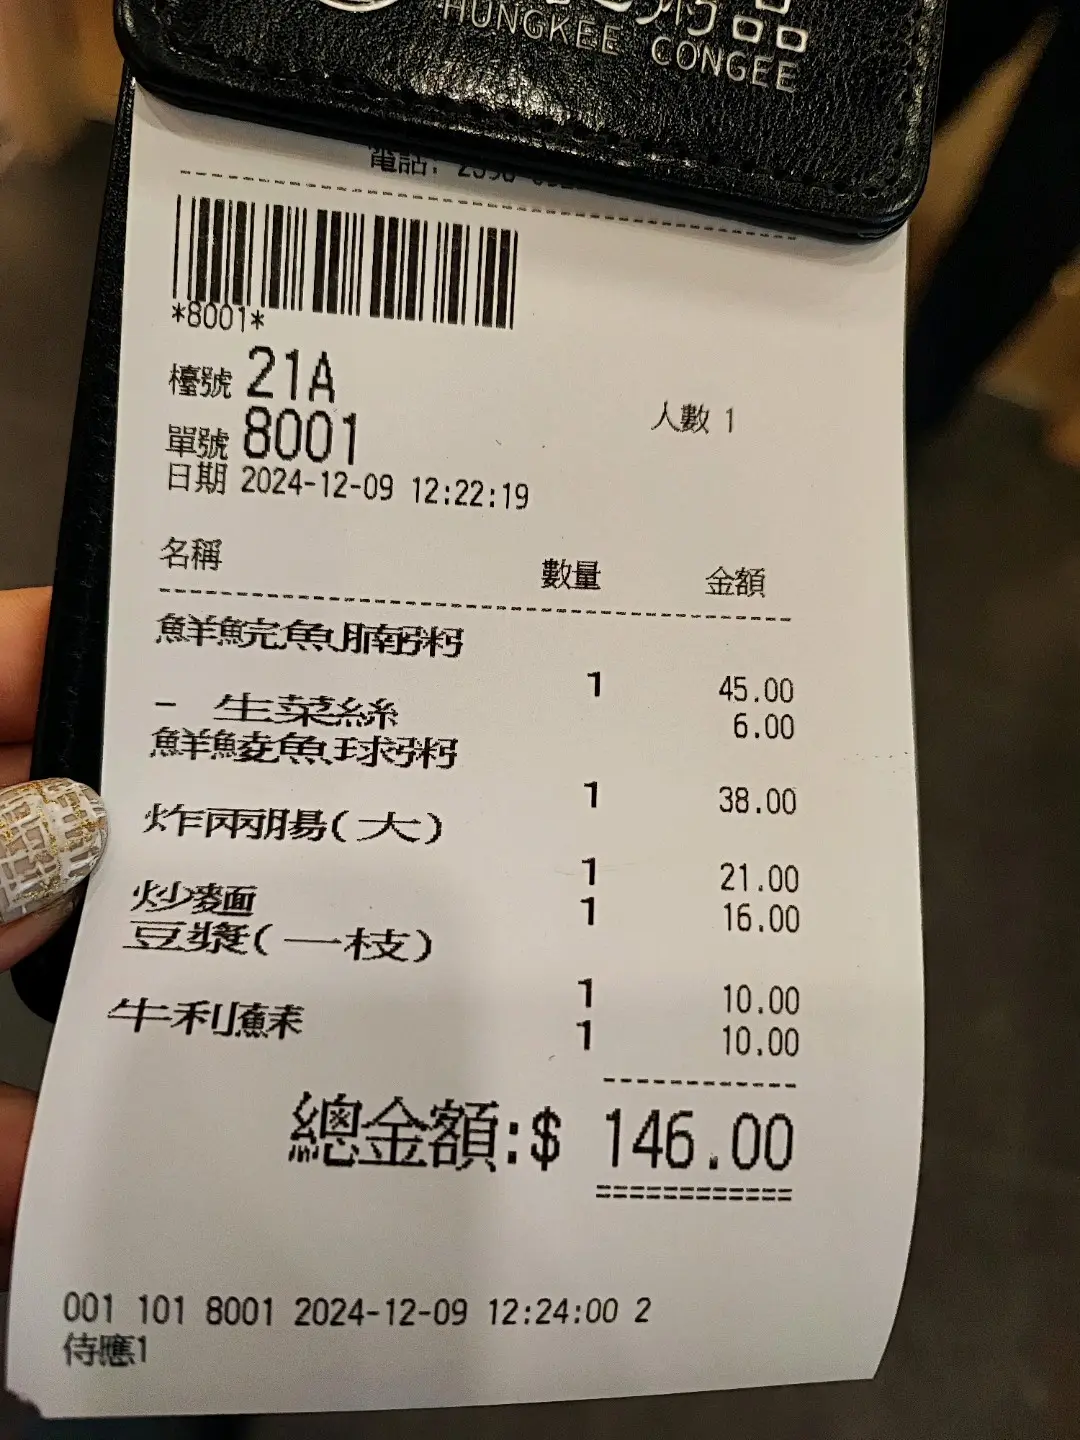 粥品
HUNGKEE CONGEE
電話:
*8001*
檯號 21A
人數 1
單號 8001
日期 2024-12-09 12:22:19
名稱 數量 金額
鮮鯇魚腩粥
1 45.00
- 生菜絲 6.00
鮮鯪魚球粥
1 38.00
炸兩腸(大)
1 21.00
炒麵 1 16.00
豆漿(一枝)
1 10.00
牛利酥 1 10.00
總金額:$ 146.00
001 101 8001 2024-12-09 12:24:00 2
侍應1